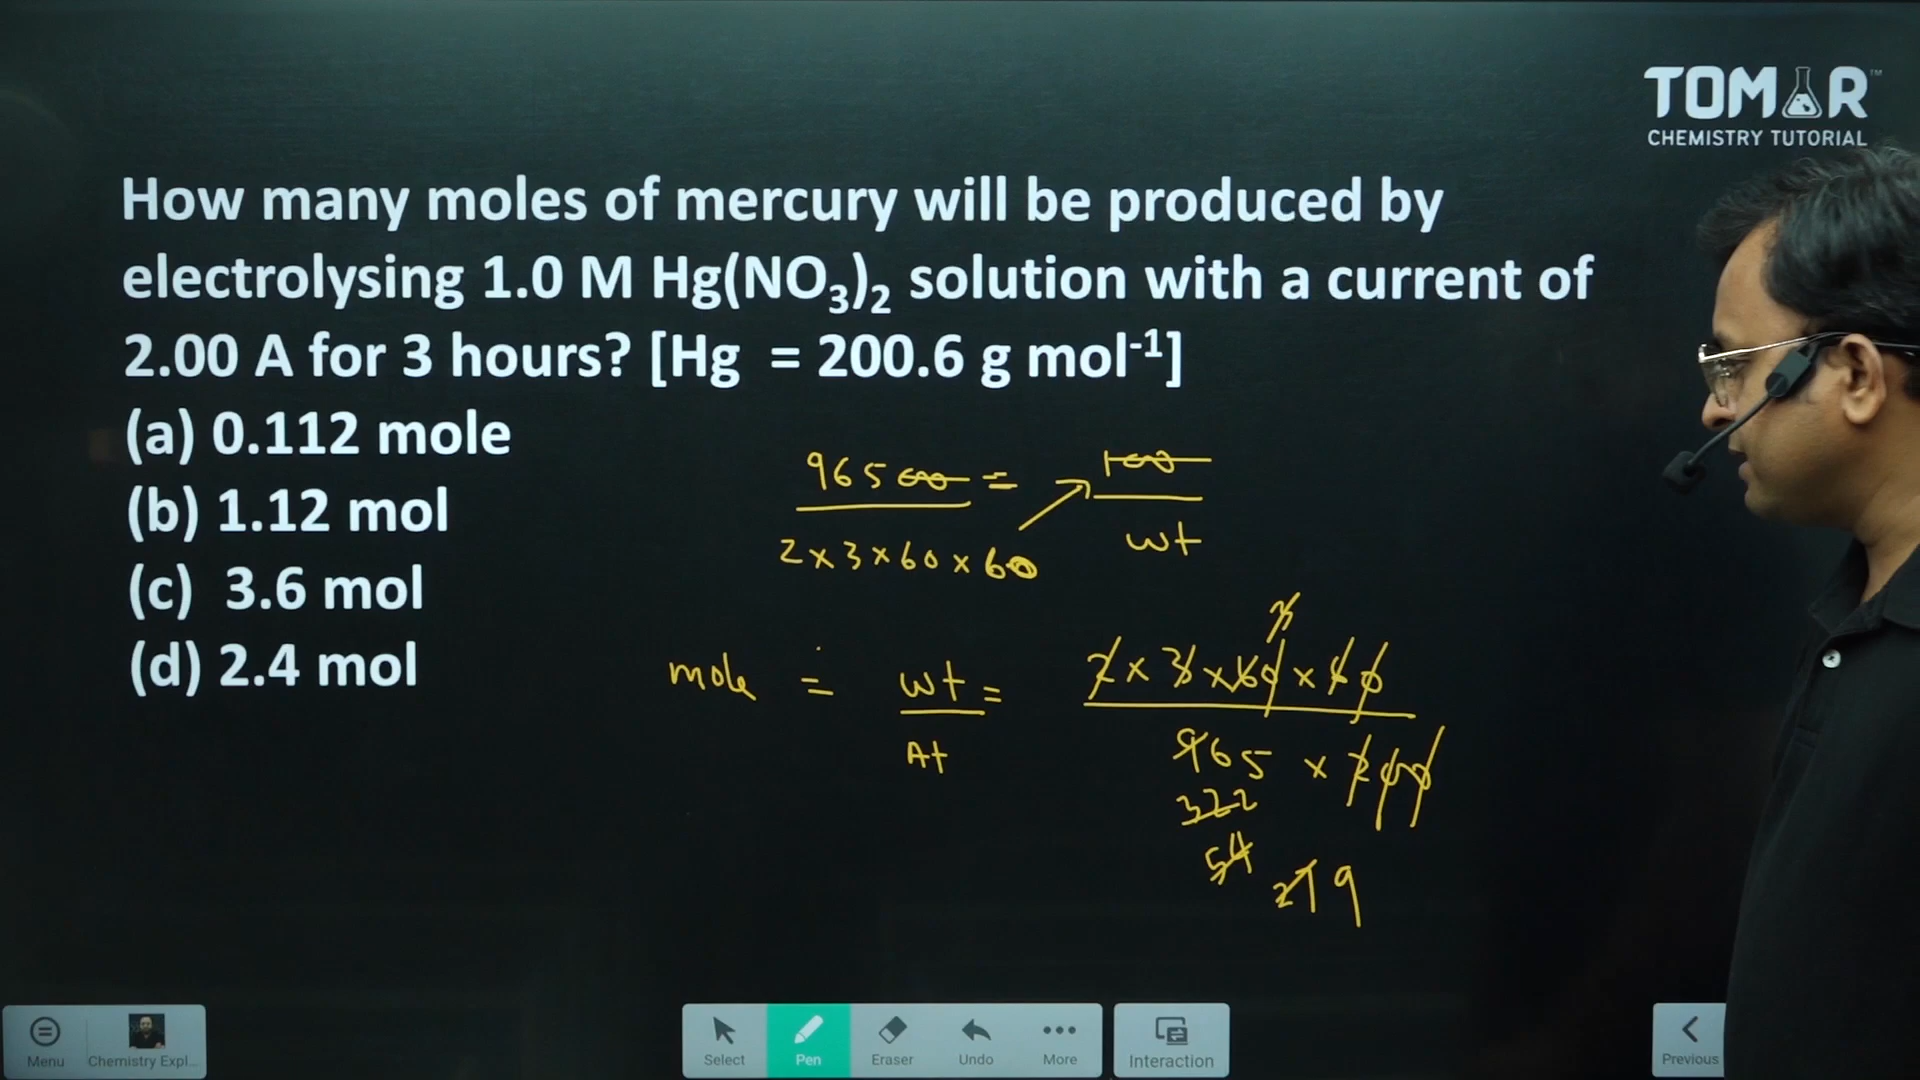 TOMAR™
CHEMISTRY TUTORIAL
How many moles of mercury will be produced by
electrolysing 1.0 M Hg(NO₃)₂ solution with a current of
2.00 A for 3 hours? [Hg = 200.6 g mol⁻¹]
(a) 0.112 mole
(b) 1.12 mol
(c) 3.6 mol
(d) 2.4 mol
96500 = 100
2 x 3 x 60 x 60 wt
mole = wt = 2 x 3 x 60 x 60
At 965 x 200
322
54
9
Menu Chemistry Expl...
Select Pen Eraser Undo More Interaction Previous